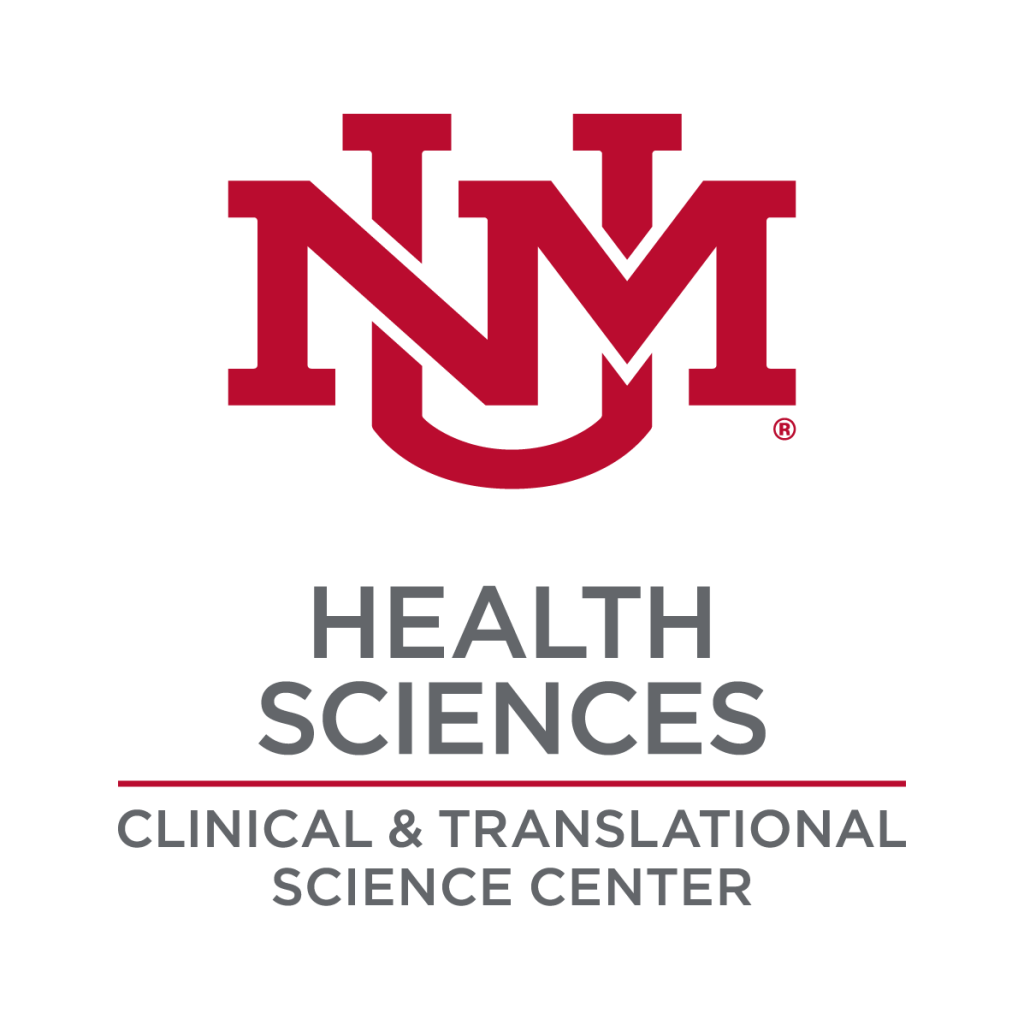 UNM®
HEALTH
SCIENCES
CLINICAL & TRANSLATIONAL
SCIENCE CENTER